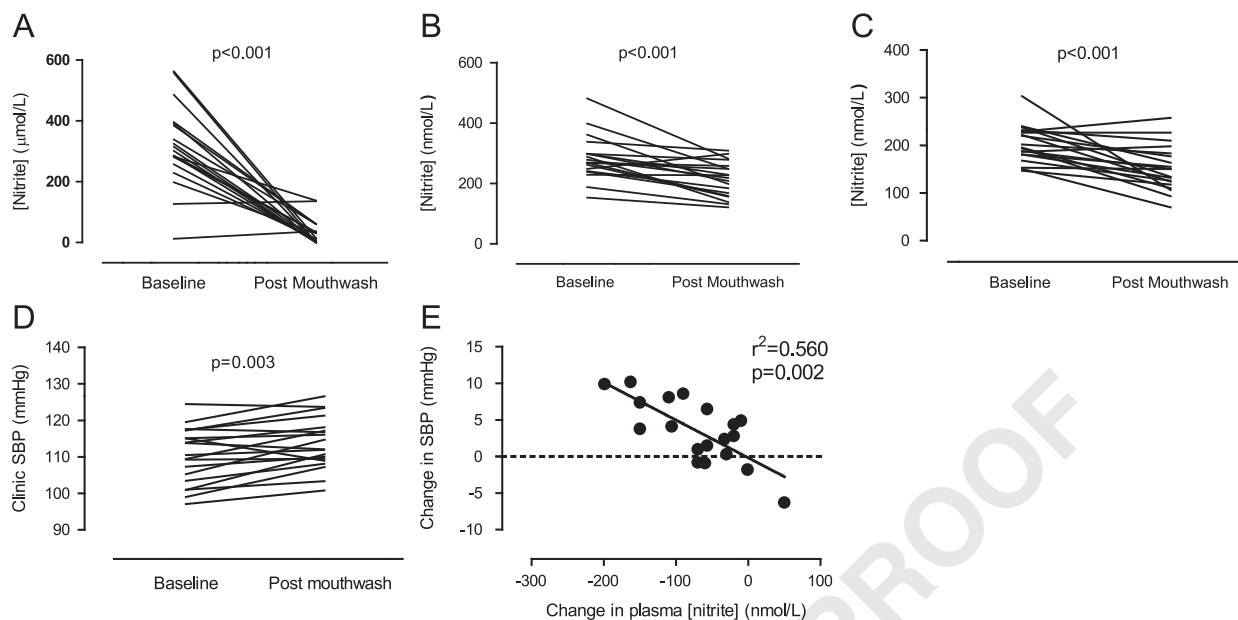 A
p<0.001
600
400
200
0
[Nitrite] (μmol/L)
Baseline
Post Mouthwash
B
p<0.001
600
400
200
0
[Nitrite] (nmol/L)
Baseline
Post Mouthwash
C
p<0.001
400
300
200
100
0
[Nitrite] (nmol/L)
Baseline
Post Mouthwash
D
p=0.003
140
130
120
110
100
90
Clinic SBP (mmHg)
Baseline
Post mouthwash
E
r²=0.560
p=0.002
15
10
5
0
-5
-10
Change in SBP (mmHg)
-300 -200 -100 0 100
Change in plasma [nitrite] (nmol/L)
PROOF